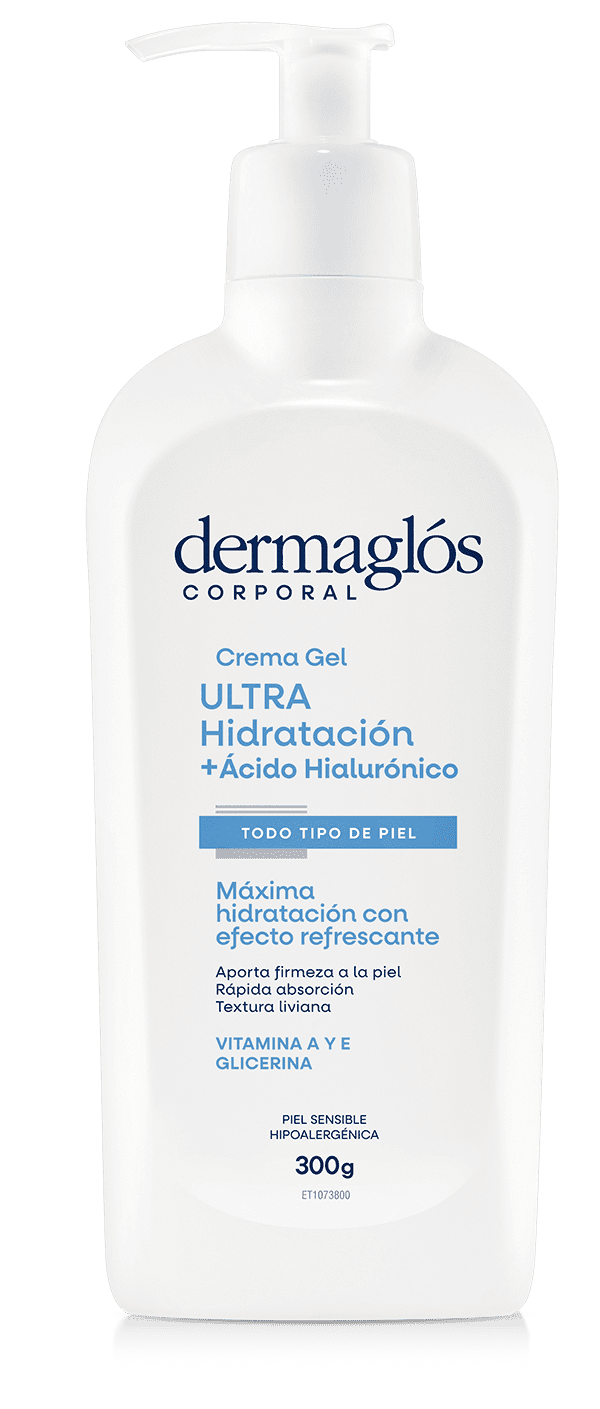 dermaglós
CORPORAL
Crema Gel
ULTRA
Hidratación
+Ácido Hialurónico
TODO TIPO DE PIEL
Máxima
hidratación con
efecto refrescante
Aporta firmeza a la piel
Rápida absorción
Textura liviana
VITAMINA A Y E
GLICERINA
PIEL SENSIBLE
HIPOALERGÉNICA
300g
ET1073800